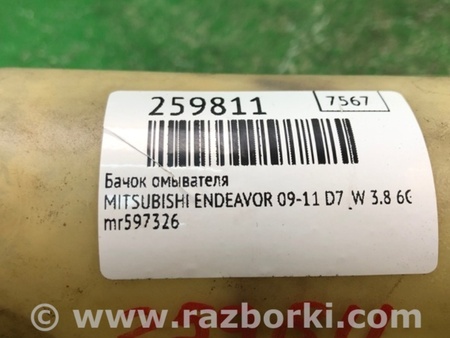 259811
7567
Бачок омывателя
MITSUBISHI ENDEAVOR 09-11 D7_W 3.8 6G
mr597326
© www.razborki.com